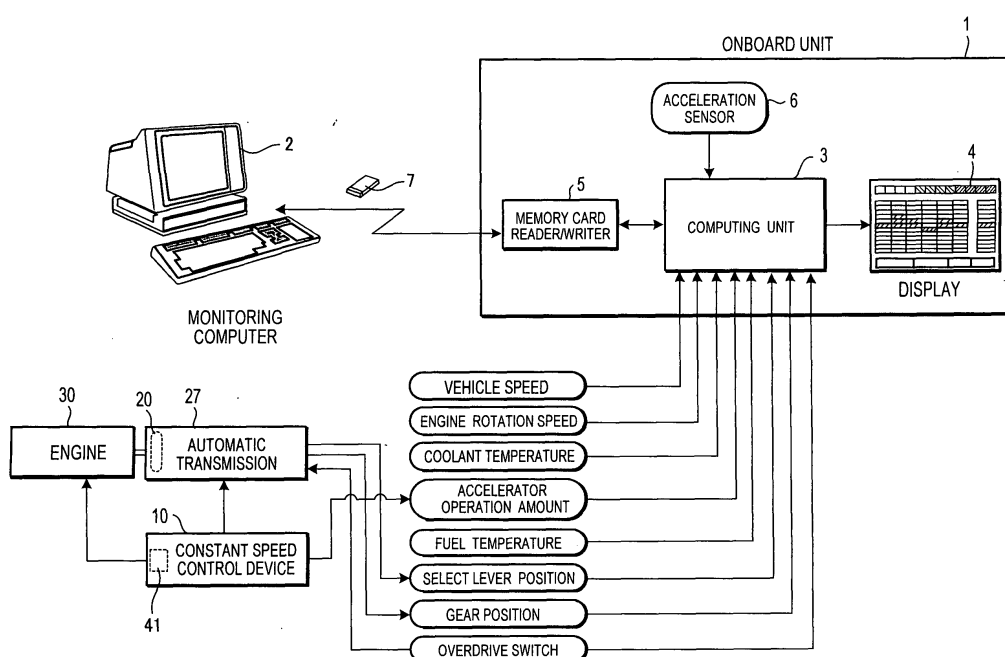 1
ONBOARD UNIT
ACCELERATION
SENSOR
6
2
7
5
3
4
MEMORY CARD
READER/WRITER
COMPUTING UNIT
DISPLAY
MONITORING
COMPUTER
VEHICLE SPEED
30
20
27
ENGINE ROTATION SPEED
ENGINE
AUTOMATIC
TRANSMISSION
COOLANT TEMPERATURE
ACCELERATOR
OPERATION AMOUNT
10
CONSTANT SPEED
CONTROL DEVICE
FUEL TEMPERATURE
SELECT LEVER POSITION
41
GEAR POSITION
OVERDRIVE SWITCH